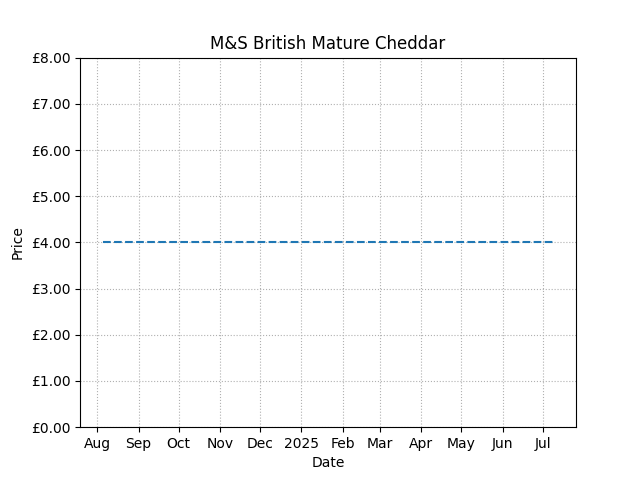 M&S British Mature Cheddar
£8.00
£7.00
£6.00
£5.00
£4.00
£3.00
£2.00
£1.00
£0.00
Price
Aug Sep Oct Nov Dec 2025 Feb Mar Apr May Jun Jul
Date